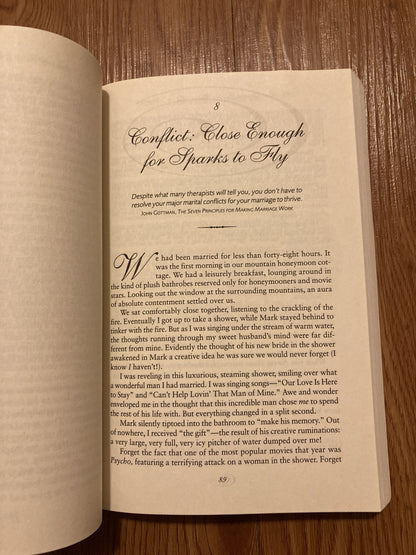 8
Conflict: Close Enough
for Sparks to Fly
Despite what many therapists will tell you, you don't have to
resolve your major marital conflicts for your marriage to thrive.
John Gottman, The Seven Principles for Making Marriage Work
We had been married for less than forty-eight hours. It
was the first morning in our mountain honeymoon cot-
tage. We had a leisurely breakfast, lounging around in
the kind of plush bathrobes reserved only for honeymooners and movie
stars. Looking out the window at the surrounding mountains, an aura
of absolute contentment settled over us.
We sat comfortably close together, listening to the crackling of the
fire. Eventually I got up to take a shower, while Mark stayed behind to
tinker with the fire. But as I was singing under the stream of water, the
thoughts running through my sweet husband's mind were far dif-
ferent from mine. Evidently the thought of his new bride in the shower
awakened in Mark a creative idea he was sure we would never forget (I
know I haven't!).
I was reveling in this luxurious, steaming shower, smiling over what
a wonderful man I had married. I was singing songs—"Our Love Is Here
to Stay" and "Can't Help Lovin' That Man of Mine." Awe and wonder
enveloped me in the thought that this incredible man chose me to spend
the rest of his life with. But everything changed in a split second.
Mark silently tiptoed into the bathroom to "make his memory." Out
of nowhere, I received "the gift"—the result of his creative ruminations:
a very large, very full, very icy pitcher of water dumped over me!
Forget the fact that one of the most popular movies that year was
Psycho, featuring a terrifying attack on a woman in the shower. Forget
89